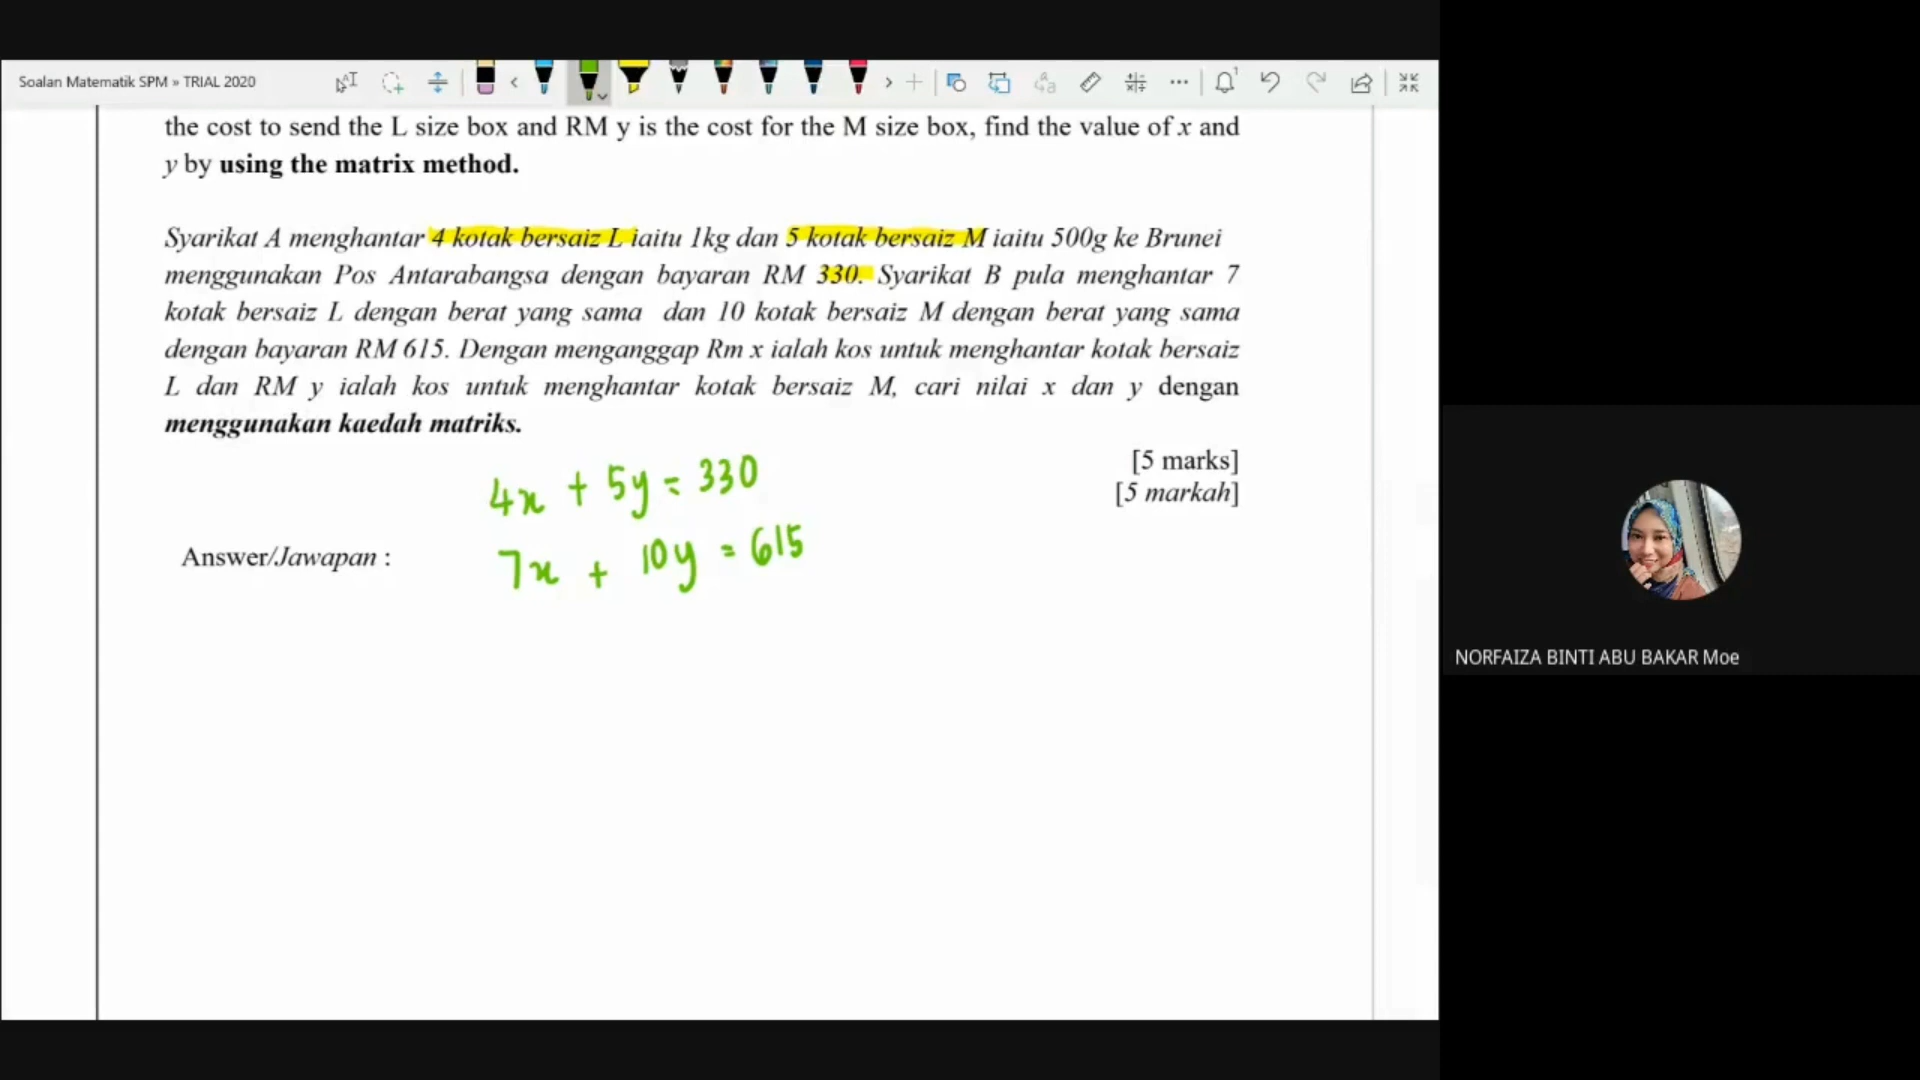 Soalan Matematik SPM » TRIAL 2020
the cost to send the L size box and RM y is the cost for the M size box, find the value of x and
y by using the matrix method.
Syarikat A menghantar 4 kotak bersaiz L iaitu 1kg dan 5 kotak bersaiz M iaitu 500g ke Brunei
menggunakan Pos Antarabangsa dengan bayaran RM 330. Syarikat B pula menghantar 7
kotak bersaiz L dengan berat yang sama dan 10 kotak bersaiz M dengan berat yang sama
dengan bayaran RM 615. Dengan menganggap Rm x ialah kos untuk menghantar kotak bersaiz
L dan RM y ialah kos untuk menghantar kotak bersaiz M, cari nilai x dan y dengan
menggunakan kaedah matriks.
[5 marks]
[5 markah]
4x + 5y = 330
Answer/Jawapan :
7x + 10y = 615
NORFAIZA BINTI ABU BAKAR Moe